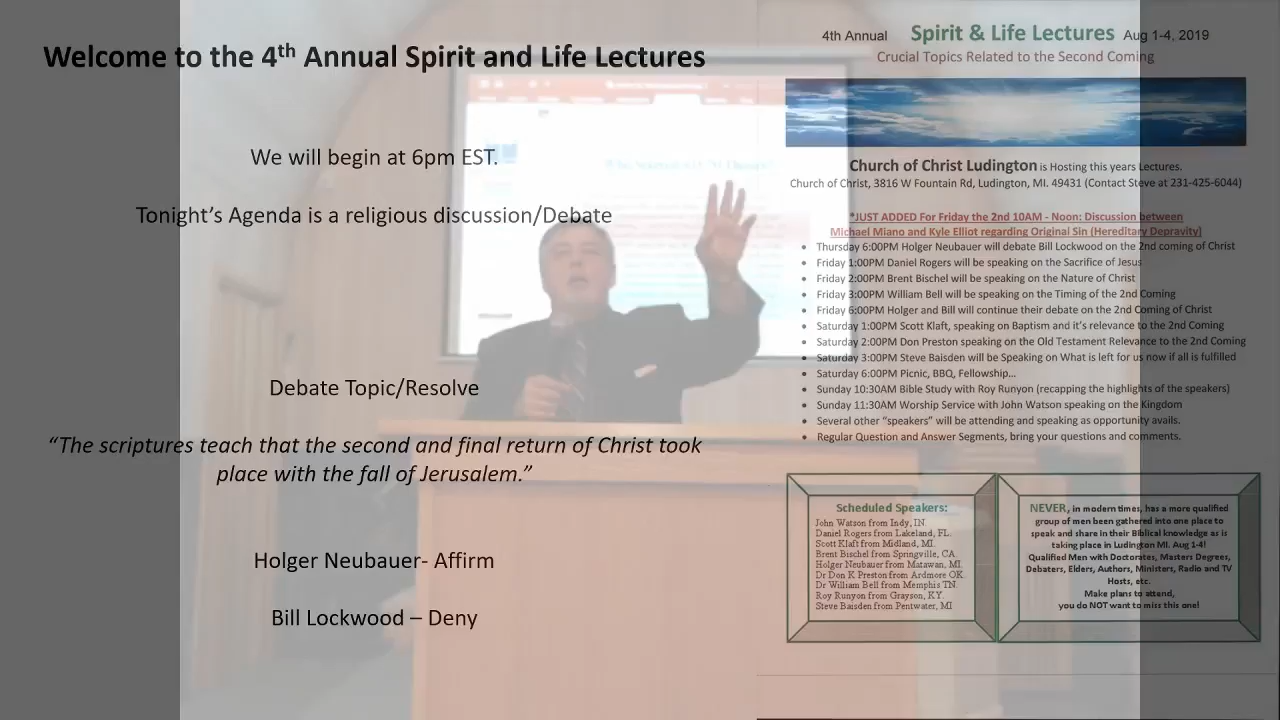 Welcome to the 4th Annual Spirit and Life Lectures
We will begin at 6pm EST.
Tonight's Agenda is a religious discussion/Debate
Debate Topic/Resolve
"The scriptures teach that the second and final return of Christ took
place with the fall of Jerusalem."
Holger Neubauer- Affirm
Bill Lockwood – Deny
4th Annual Spirit & Life Lectures Aug 1-4, 2019
Crucial Topics Related to the Second Coming
Church of Christ Ludington is Hosting this years Lectures.
Church of Christ, 3816 W Fountain Rd, Ludington, MI. 49431 (Contact Steve at 231-425-6044)
*JUST ADDED For Friday the 2nd 10AM - Noon: Discussion between
Michael Miano and Kyle Elliot regarding Original Sin (Hereditary Depravity)
• Thursday 6:00PM Holger Neubauer will debate Bill Lockwood on the 2nd coming of Christ
• Friday 1:00PM Daniel Rogers will be speaking on the Sacrifice of Jesus
• Friday 2:00PM Brent Bischel will be speaking on the Nature of Christ
• Friday 3:00PM William Bell will be speaking on the Timing of the 2nd Coming
• Friday 6:00PM Holger and Bill will continue their debate on the 2nd Coming of Christ
• Saturday 1:00PM Scott Klaft, speaking on Baptism and it's relevance to the 2nd Coming
• Saturday 2:00PM Don Preston speaking on the Old Testament Relevance to the 2nd Coming
• Saturday 3:00PM Steve Baisden will be Speaking on What is left for us now if all is fulfilled
• Saturday 6:00PM Picnic, BBQ, Fellowship...
• Sunday 10:30AM Bible Study with Roy Runyon (recapping the highlights of the speakers)
• Sunday 11:30AM Worship Service with John Watson speaking on the Kingdom
• Several other "speakers" will be attending and speaking as opportunity avails.
• Regular Question and Answer Segments, bring your questions and comments.
Scheduled Speakers:
John Watson from Indy, IN.
Daniel Rogers from Lakeland, FL.
Scott Klaft from Midland, MI.
Brent Bischel from Springville, CA
Holger Neubauer from Matawan, MI.
Dr Don K Preston from Ardmore OK.
Dr William Bell from Memphis TN.
Roy Runyon from Grayson, KY.
Steve Baisden from Pentwater, MI
NEVER, in modern times, has a more qualified
group of men been gathered into one place to
speak and share in their Biblical knowledge as is
taking place in Ludington MI. Aug 1-4!
Qualified Men with Doctorates, Masters Degrees,
Debaters, Elders, Authors, Ministers, Radio and TV
Hosts, etc.
Make plans to attend,
you do NOT want to miss this one!